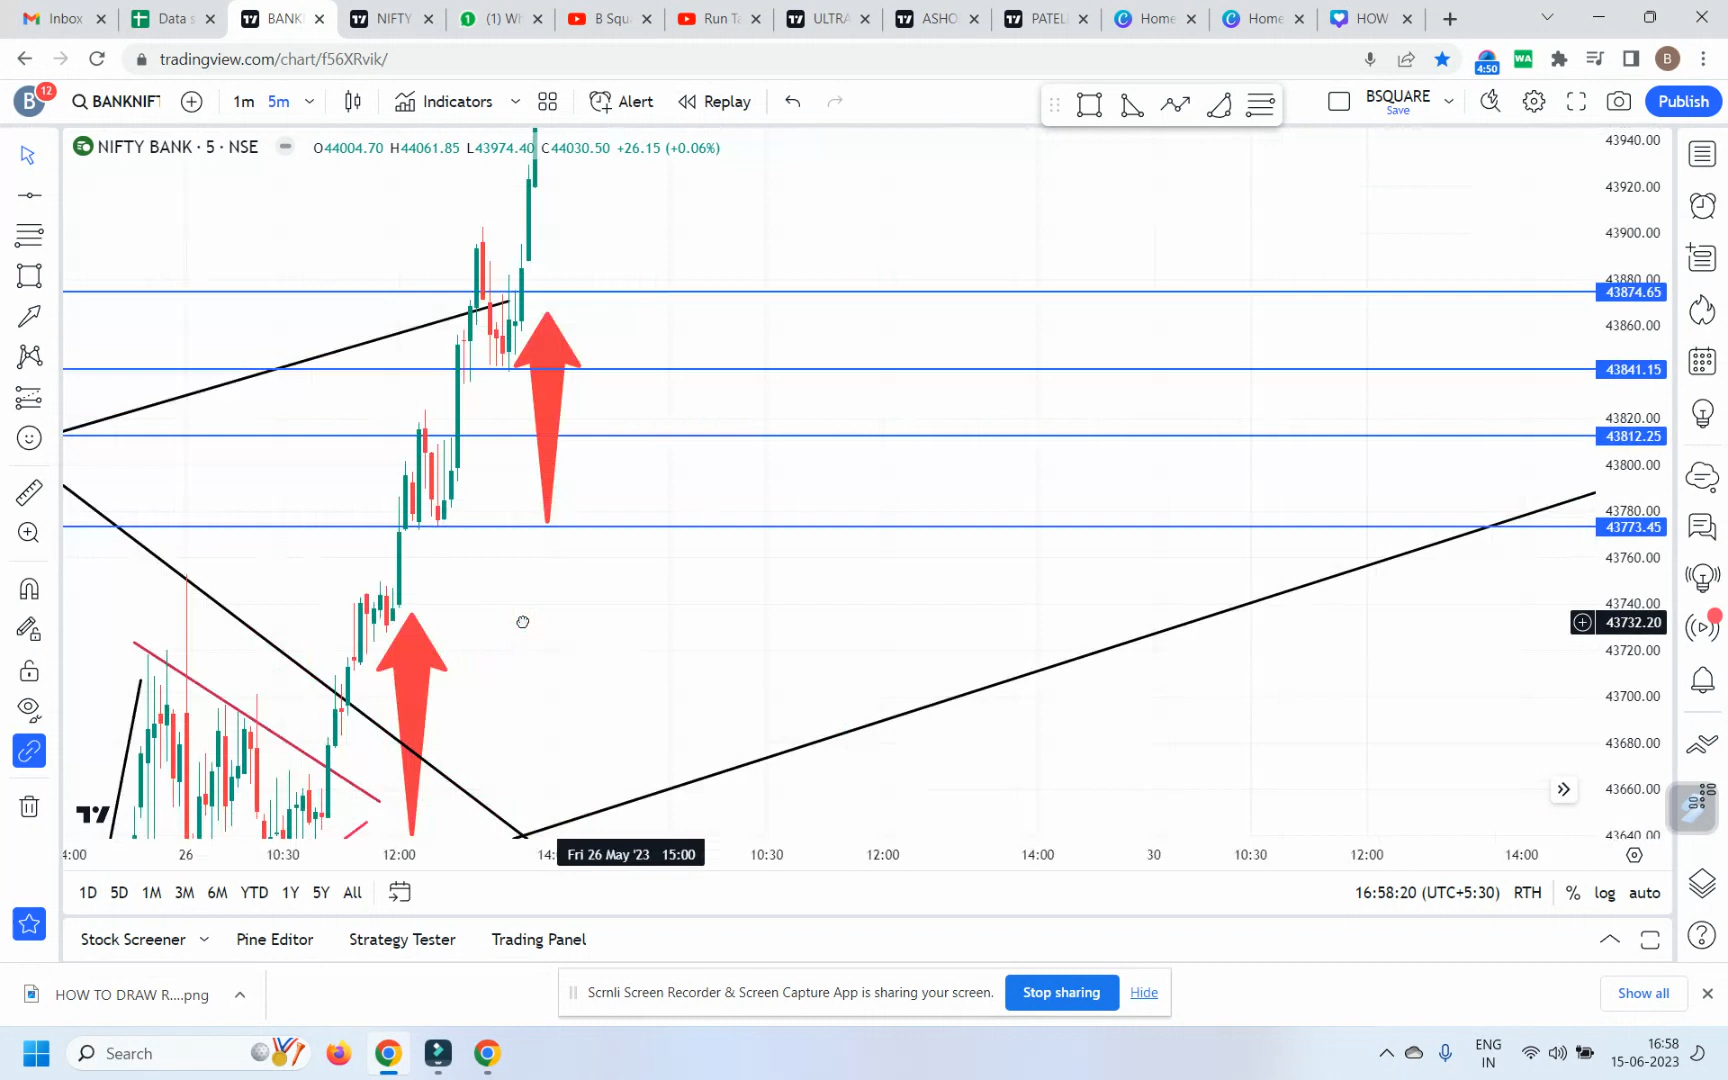 Inbox
Data s
BANKI
NIFTY
(1) Wh
B Squa
Run Ta
ULTRA
ASHO
PATEL
Home
Home
HOW
tradingview.com/chart/f56XRvik/
4:50
WA
B
B
12
BANKNIFT
1m
5m
Indicators
Alert
Replay
BSQUARE
Save
Publish
NIFTY BANK · 5 · NSE
O44004.70 H44061.85 L43974.40 C44030.50 +26.15 (+0.06%)
43940.00
43920.00
43900.00
43880.00
43874.65
43860.00
43841.15
43820.00
43812.25
43800.00
43780.00
43773.45
43760.00
43740.00
43732.20
43720.00
43700.00
43680.00
43660.00
43640.00
4:00
26
10:30
12:00
14:
Fri 26 May '23 15:00
10:30
12:00
14:00
30
10:30
12:00
14:00
1D 5D 1M 3M 6M YTD 1Y 5Y All
16:58:20 (UTC+5:30) RTH % log auto
Stock Screener
Pine Editor
Strategy Tester
Trading Panel
HOW TO DRAW R....png
Scrnli Screen Recorder & Screen Capture App is sharing your screen.
Stop sharing
Hide
Show all
Search
ENG
IN
16:58
15-06-2023